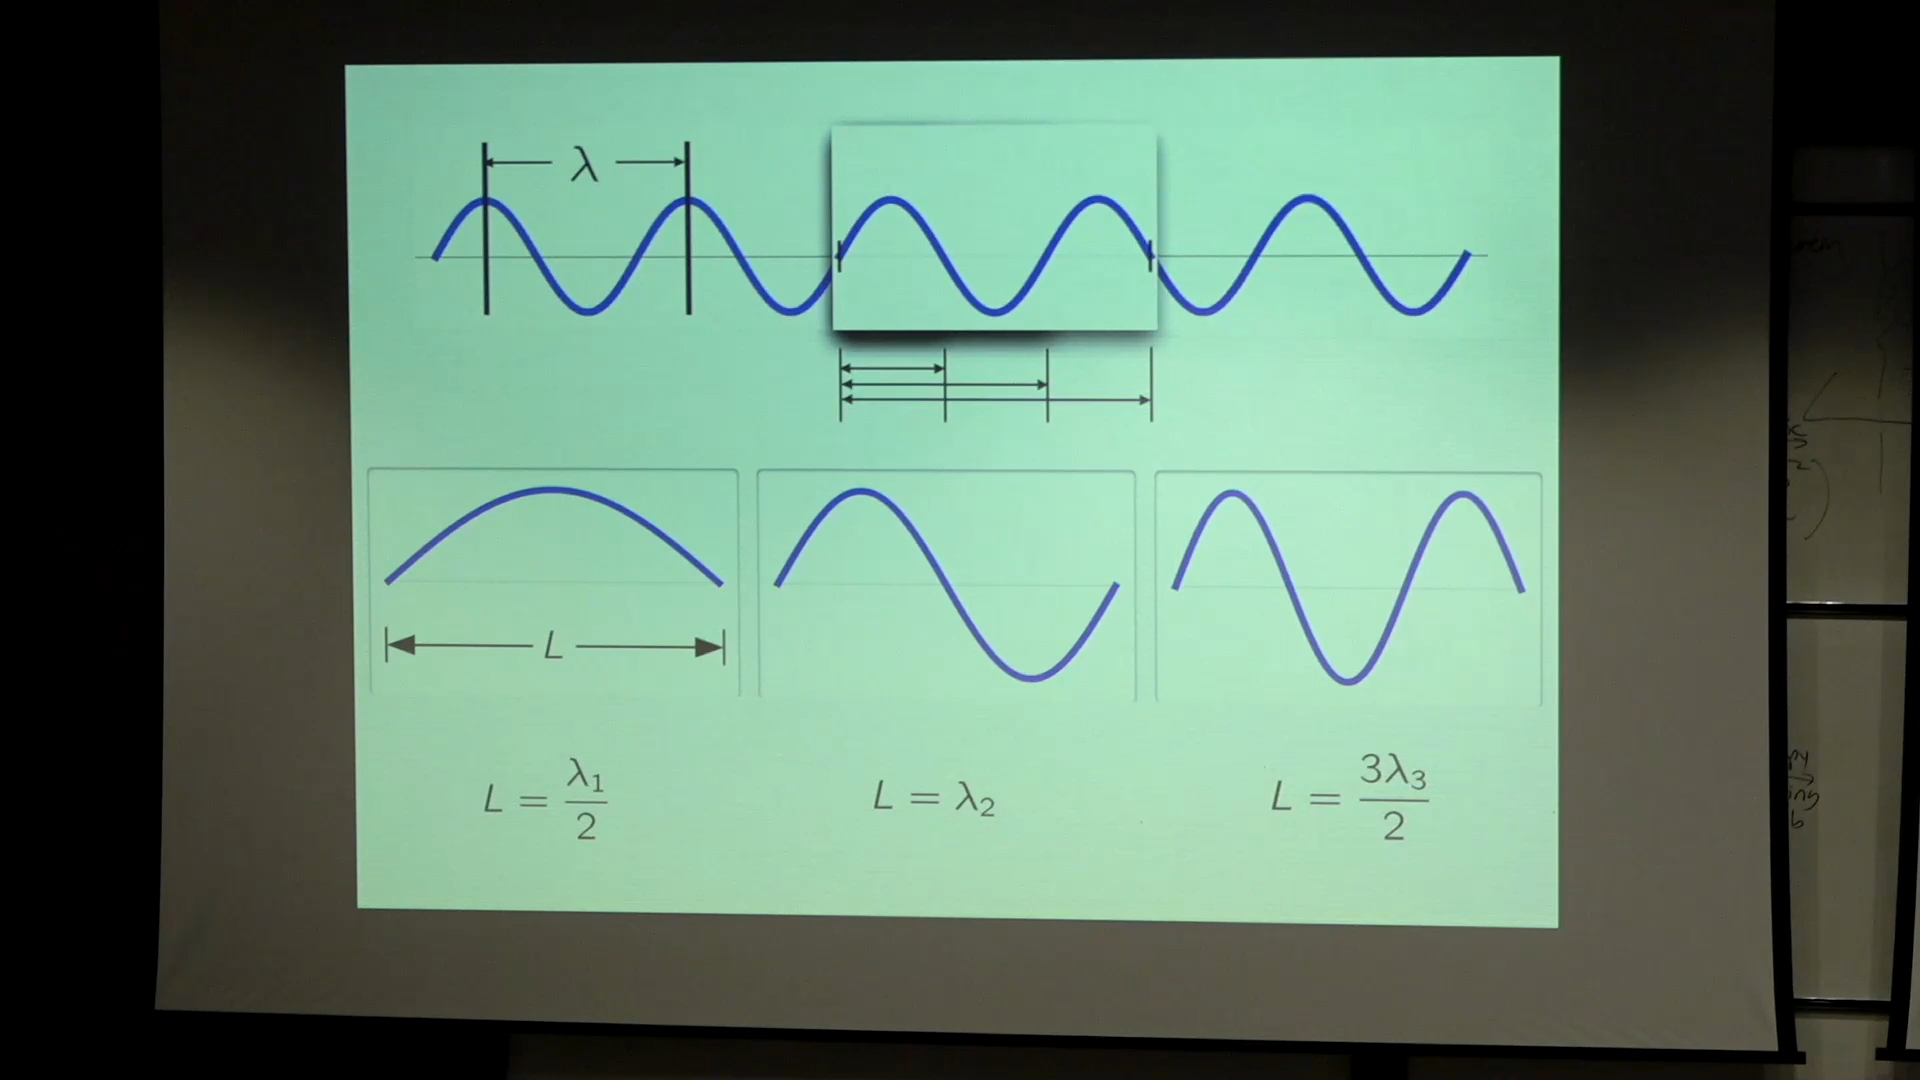 λ
L
L = λ₁/2
L = λ₂
L = 3λ₃/2